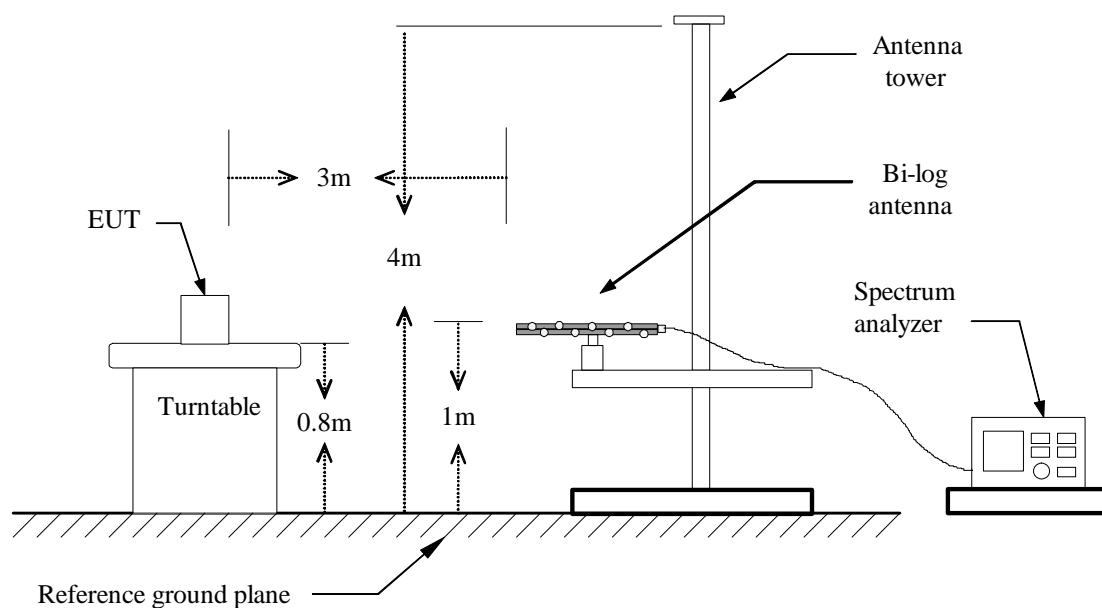 Antenna
tower
3m
Bi-log
antenna
EUT
4m
Spectrum
analyzer
Turntable
0.8m
1m
Reference ground plane